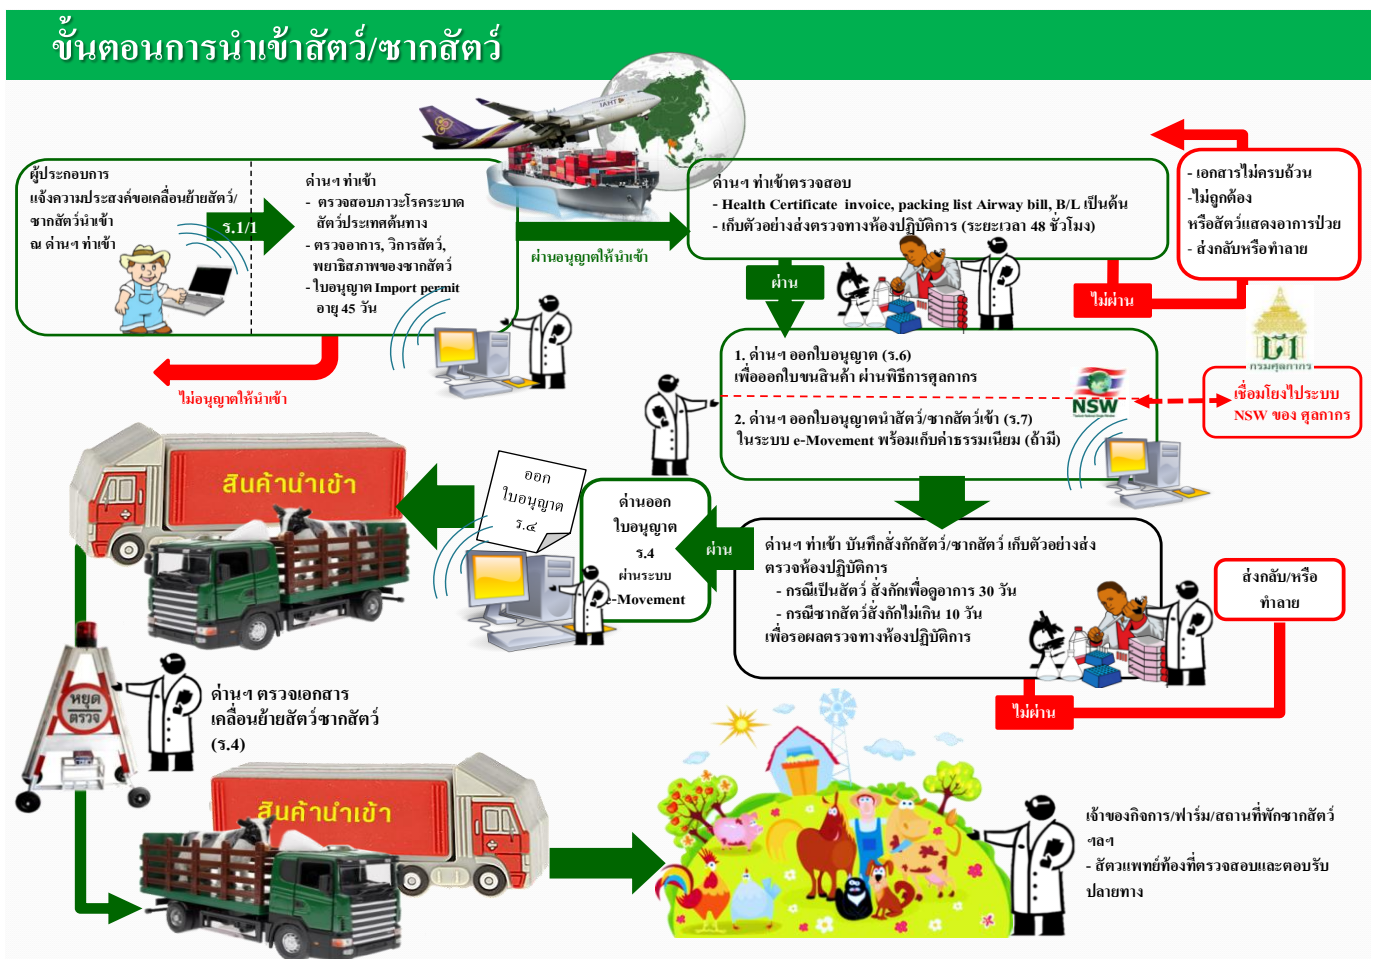 ขั้นตอนการนำเข้าสัตว์/ซากสัตว์
ผู้ประกอบการ
แจ้งความประสงค์ขอเคลื่อนย้ายสัตว์/
ซากสัตว์นำเข้า
ณ ด่านฯ ท่าเข้า
ร.1/1
ด่านฯ ท่าเข้า
- ตรวจสอบภาวะโรคระบาด
สัตว์ประเทศต้นทาง
- ตรวจอาการ, วิการสัตว์,
พยาธิสภาพของซากสัตว์
- ใบอนุญาต Import permit
อายุ 45 วัน
ไม่อนุญาตให้นำเข้า
ผ่านอนุญาตให้นำเข้า
ด่านฯ ท่าเข้าตรวจสอบ
- Health Certificate invoice, packing list Airway bill, B/L เป็นต้น
- เก็บตัวอย่างส่งตรวจทางห้องปฏิบัติการ (ระยะเวลา 48 ชั่วโมง)
- เอกสารไม่ครบถ้วน
-ไม่ถูกต้อง
หรือสัตว์แสดงอาการป่วย
- ส่งกลับหรือทำลาย
ผ่าน
ไม่ผ่าน
กรมศุลกากร
1. ด่านฯ ออกใบอนุญาต (ร.6)
เพื่อออกใบขนสินค้า ผ่านพิธีการศุลกากร
2. ด่านฯ ออกใบอนุญาตนำสัตว์/ซากสัตว์เข้า (ร.7)
ในระบบ e-Movement พร้อมเก็บค่าธรรมเนียม (ถ้ามี)
NSW
เชื่อมโยงไประบบ
NSW ของ ศุลกากร
ด่านฯ ท่าเข้า บันทึกสั่งกักสัตว์/ซากสัตว์ เก็บตัวอย่างส่ง
ตรวจห้องปฏิบัติการ
- กรณีเป็นสัตว์ สั่งกักเพื่อดูอาการ 30 วัน
- กรณีซากสัตว์สั่งกักไม่เกิน 10 วัน
เพื่อรอผลตรวจทางห้องปฏิบัติการ
ส่งกลับ/หรือ
ทำลาย
ไม่ผ่าน
ผ่าน
ด่านออก
ใบอนุญาต
ร.4
ผ่านระบบ
e-Movement
ออก
ใบอนุญาต
ร.๔
สินค้านำเข้า
หยุด
ตรวจ
ด่านฯ ตรวจเอกสาร
เคลื่อนย้ายสัตว์ซากสัตว์
(ร.4)
สินค้านำเข้า
เจ้าของกิจการ/ฟาร์ม/สถานที่พักซากสัตว์
ฯลฯ
- สัตวแพทย์ท้องที่ตรวจสอบและตอบรับ
ปลายทาง